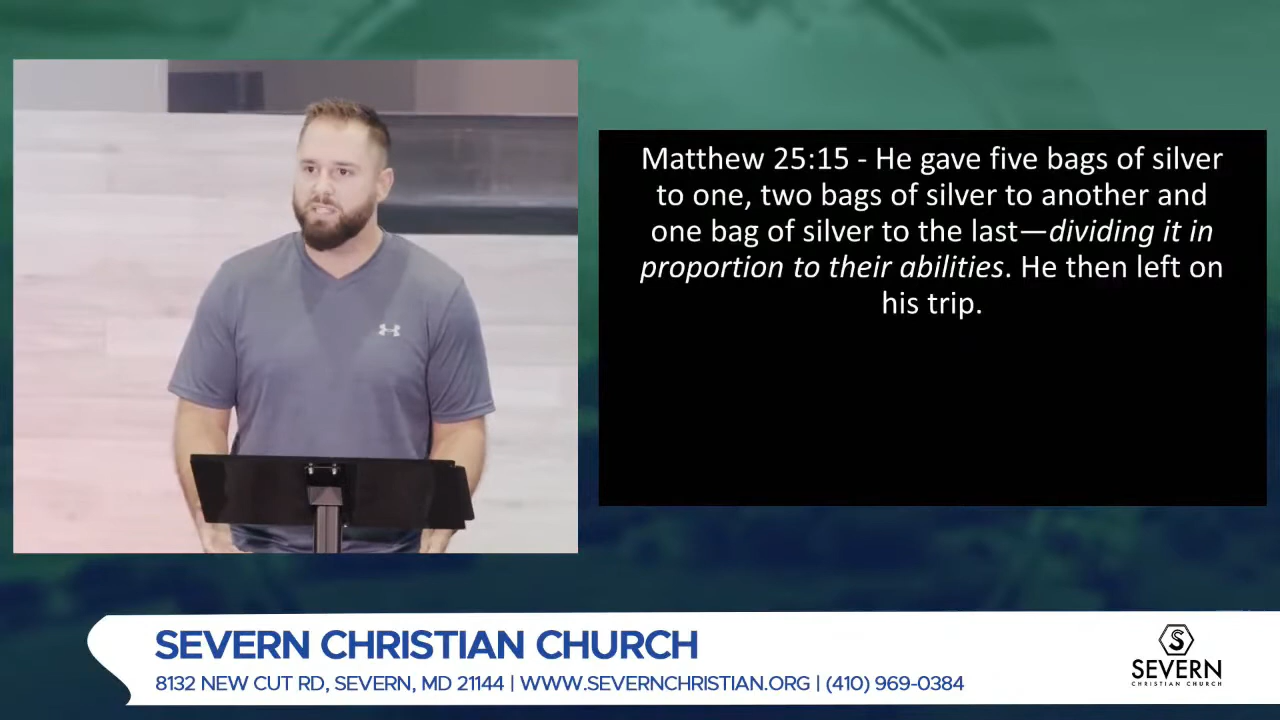 Matthew 25:15 - He gave five bags of silver
to one, two bags of silver to another and
one bag of silver to the last—dividing it in
proportion to their abilities. He then left on
his trip.
SEVERN CHRISTIAN CHURCH
8132 NEW CUT RD, SEVERN, MD 21144 | WWW.SEVERNCHRISTIAN.ORG | (410) 969-0384
S
SEVERN
CHRISTIAN CHURCH